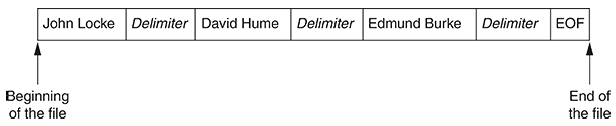 John Locke Delimiter David Hume Delimiter Edmund Burke Delimiter EOF
Beginning
of the file
End of
the file